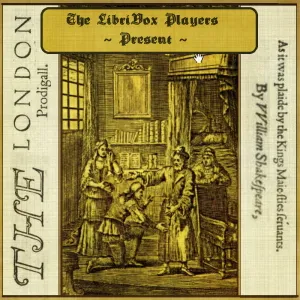 The LibriVox Players
~ Present ~
THE
LONDON
Prodigall.
As it was plaide by the Kings Maiesties seruants.
By VVilliam Shakespeare,